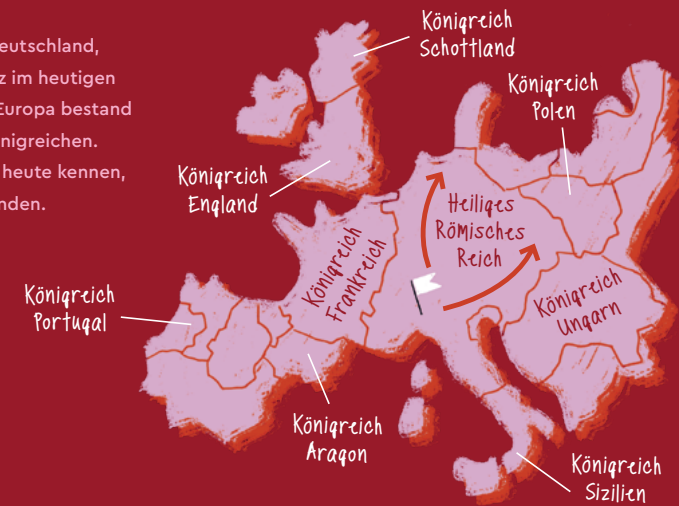 eutschland,
z im heutigen
Europa bestand
nigreichen.
heute kennen,
nden.
Königreich
Schottland
Königreich
Polen
Königreich
England
Heiliges
Römisches
Reich
Königreich
Frankreich
Königreich
Ungarn
Königreich
Portugal
Königreich
Aragon
Königreich
Sizilien